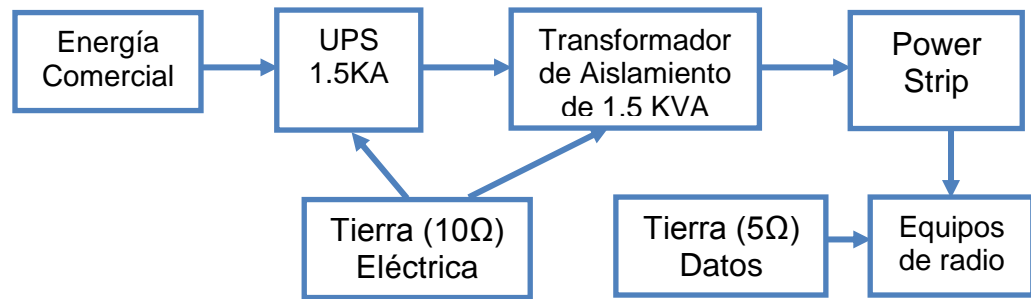 Energía
Comercial
UPS
1.5KA
Transformador
de Aislamiento
de 1.5 KVA
Power
Strip
Tierra (10Ω)
Eléctrica
Tierra (5Ω)
Datos
Equipos
de radio